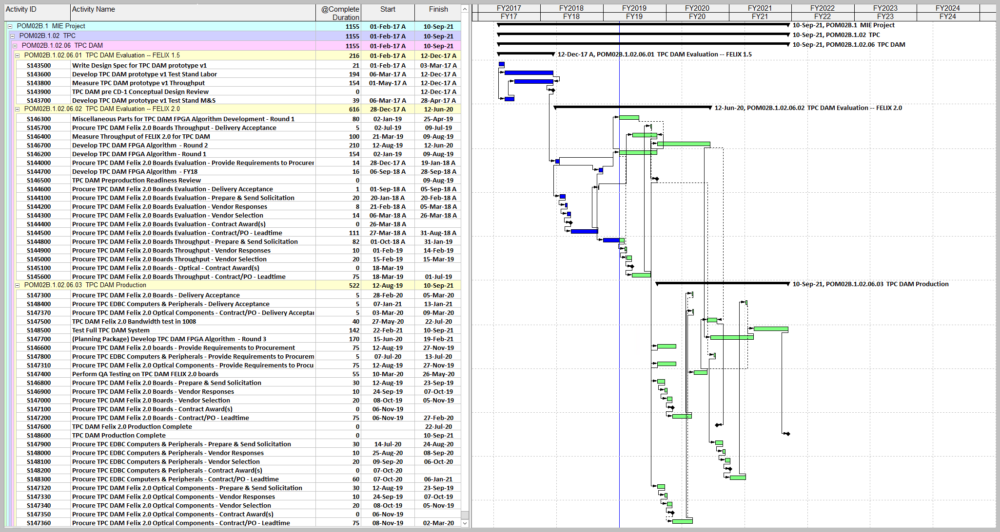 Activity ID Activity Name @Complete Duration Start Finish
FY2017 FY2018 FY2019 FY2020 FY2021 FY2022 FY2023 FY2024
FY17 FY18 FY19 FY20 FY21 FY22 FY23 FY24
POM02B.1 MIE Project 1155 01-Feb-17 A 10-Sep-21
POM02B.1.02 TPC 1155 01-Feb-17 A 10-Sep-21
POM02B.1.02.06 TPC DAM 1155 01-Feb-17 A 10-Sep-21
POM02B.1.02.06.01 TPC DAM Evaluation -- FELIX 1.5 216 01-Feb-17 A 12-Dec-17 A
S143500 Write Design Spec for TPC DAM prototype v1 21 01-Feb-17 A 03-Mar-17 A
S143600 Develop TPC DAM prototype v1 Test Stand Labor 194 06-Mar-17 A 12-Dec-17 A
S143800 Measure TPC DAM prototype v1 Throughput 154 01-May-17 A 12-Dec-17 A
S143900 TPC DAM pre CD-1 Conceptual Design Review 0 12-Dec-17 A
S143700 Develop TPC DAM prototype v1 Test Stand M&S 39 06-Mar-17 A 28-Apr-17 A
POM02B.1.02.06.02 TPC DAM Evaluation -- FELIX 2.0 616 28-Dec-17 A 12-Jun-20
S146300 Miscellaneous Parts for TPC DAM FPGA Algorithm Development - Round 1 80 02-Jan-19 25-Apr-19
S145700 Procure TPC DAM Felix 2.0 Boards Throughput - Delivery Acceptance 5 02-Jul-19 09-Jul-19
S146400 Measure Throughput of FELIX 2.0 for TPC DAM 100 21-Mar-19 09-Aug-19
S146700 Develop TPC DAM FPGA Algorithm - Round 2 210 12-Aug-19 12-Jun-20
S146200 Develop TPC DAM FPGA Algorithm - Round 1 154 02-Jan-19 09-Aug-19
S144000 Procure TPC DAM Felix 2.0 Boards Evaluation - Provide Requirements to Procurer 14 28-Dec-17 A 19-Jan-18 A
S144700 Develop TPC DAM FPGA Algorithm - FY18 16 06-Sep-18 A 28-Sep-18 A
S146500 TPC DAM Preproduction Readiness Review 0 09-Aug-19
S144600 Procure TPC DAM Felix 2.0 Boards Evaluation - Delivery Acceptance 1 01-Sep-18 A 05-Sep-18 A
S144100 Procure TPC DAM Felix 2.0 Boards Evaluation - Prepare & Send Solicitation 20 20-Jan-18 A 20-Feb-18 A
S144200 Procure TPC DAM Felix 2.0 Boards Evaluation - Vendor Responses 8 21-Feb-18 A 05-Mar-18 A
S144300 Procure TPC DAM Felix 2.0 Boards Evaluation - Vendor Selection 14 06-Mar-18 A 26-Mar-18 A
S144400 Procure TPC DAM Felix 2.0 Boards Evaluation - Contract Award(s) 0 26-Mar-18 A
S144500 Procure TPC DAM Felix 2.0 Boards Evaluation - Contract/PO - Leadtime 111 27-Mar-18 A 31-Aug-18 A
S144800 Procure TPC DAM Felix 2.0 Boards Throughput - Prepare & Send Solicitation 82 01-Oct-18 A 31-Jan-19
S144900 Procure TPC DAM Felix 2.0 Boards Throughput - Vendor Responses 10 01-Feb-19 14-Feb-19
S145000 Procure TPC DAM Felix 2.0 Boards Throughput - Vendor Selection 20 15-Feb-19 15-Mar-19
S145100 Procure TPC DAM Felix 2.0 Boards - Optical - Contract Award(s) 0 18-Mar-19
S145600 Procure TPC DAM Felix 2.0 Boards Throughput - Contract/PO - Leadtime 75 18-Mar-19 01-Jul-19
POM02B.1.02.06.03 TPC DAM Production 522 12-Aug-19 10-Sep-21
S147300 Procure TPC DAM Felix 2.0 Boards - Delivery Acceptance 5 28-Feb-20 05-Mar-20
S148400 Procure TPC EDBC Computers & Peripherals - Delivery Acceptance 5 07-Jan-21 13-Jan-21
S147370 Procure TPC DAM Felix 2.0 Optical Components - Contract/PO - Delivery Acceptar 5 03-Mar-20 09-Mar-20
S147500 TPC DAM Felix 2.0 Bandwidth test in 1008 40 27-May-20 22-Jul-20
S148500 Test Full TPC DAM System 142 22-Feb-21 10-Sep-21
S147700 (Planning Package) Develop TPC DAM FPGA Algorithm - Round 3 170 15-Jun-20 19-Feb-21
S146600 Procure TPC DAM Felix 2.0 boards - Provide Requirements to Procurement 75 12-Aug-19 27-Nov-19
S147800 Procure TPC EDBC Computers & Peripherals - Provide Requirements to Procurem 5 07-Jul-20 13-Jul-20
S147310 Procure TPC DAM Felix 2.0 Optical Components - Provide Requirements to Procu 75 12-Aug-19 27-Nov-19
S147400 Perform QA Testing on TPC DAM FELIX 2.0 boards 55 10-Mar-20 26-May-20
S146800 Procure TPC DAM Felix 2.0 Boards - Prepare & Send Solicitation 30 12-Aug-19 23-Sep-19
S146900 Procure TPC DAM Felix 2.0 Boards - Vendor Responses 10 24-Sep-19 07-Oct-19
S147000 Procure TPC DAM Felix 2.0 Boards - Vendor Selection 20 08-Oct-19 05-Nov-19
S147100 Procure TPC DAM Felix 2.0 Boards - Contract Award(s) 0 06-Nov-19
S147200 Procure TPC DAM Felix 2.0 Boards - Contract/PO - Leadtime 75 06-Nov-19 27-Feb-20
S147600 TPC DAM Felix 2.0 Production Complete 0 22-Jul-20
S148600 TPC DAM Production Complete 0 10-Sep-21
S147900 Procure TPC EDBC Computers & Peripherals - Prepare & Send Solicitation 30 14-Jul-20 24-Aug-20
S148000 Procure TPC EDBC Computers & Peripherals - Vendor Responses 10 25-Aug-20 08-Sep-20
S148100 Procure TPC EDBC Computers & Peripherals - Vendor Selection 20 09-Sep-20 06-Oct-20
S148200 Procure TPC EDBC Computers & Peripherals - Contract Award(s) 0 07-Oct-20
S148300 Procure TPC EDBC Computers & Peripherals - Contract/PO - Leadtime 60 07-Oct-20 06-Jan-21
S147320 Procure TPC DAM Felix 2.0 Optical Components - Prepare & Send Solicitation 30 12-Aug-19 23-Sep-19
S147330 Procure TPC DAM Felix 2.0 Optical Components - Vendor Responses 10 24-Sep-19 07-Oct-19
S147340 Procure TPC DAM Felix 2.0 Optical Components - Vendor Selection 20 08-Oct-19 05-Nov-19
S147350 Procure TPC DAM Felix 2.0 Optical Components - Contract Award(s) 0 06-Nov-19
S147360 Procure TPC DAM Felix 2.0 Optical Components - Contract/PO - Leadtime 75 08-Nov-19 02-Mar-20
10-Sep-21, POM02B.1 MIE Project
10-Sep-21, POM02B.1.02 TPC
10-Sep-21, POM02B.1.02.06 TPC DAM
12-Dec-17 A, POM02B.1.02.06.01 TPC DAM Evaluation -- FELIX 1.5
12-Jun-20, POM02B.1.02.06.02 TPC DAM Evaluation -- FELIX 2.0
10-Sep-21, POM02B.1.02.06.03 TPC DAM Production